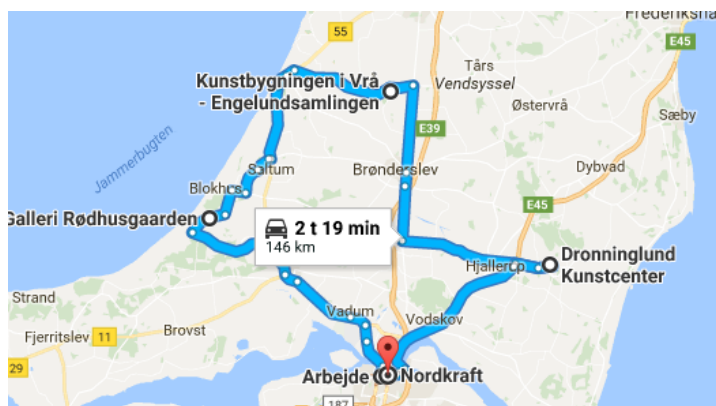 Frederiksha
55
E45
Kunstbygningen i Vrå
- Engelundsamlingen
Tårs
Vendsyssel
Østervrå
Sæby
E39
Jammerbugten
Saltum
Brønderslev
Dybvad
Blokhus
E45
Galleri Rødhusgaarden
2 t 19 min
146 km
Dronninglund
Kunstcenter
Hjallerup
Strand
Vadum
Vodskov
Fjerritslev
11
Brovst
29
Arbejde
Nordkraft
187